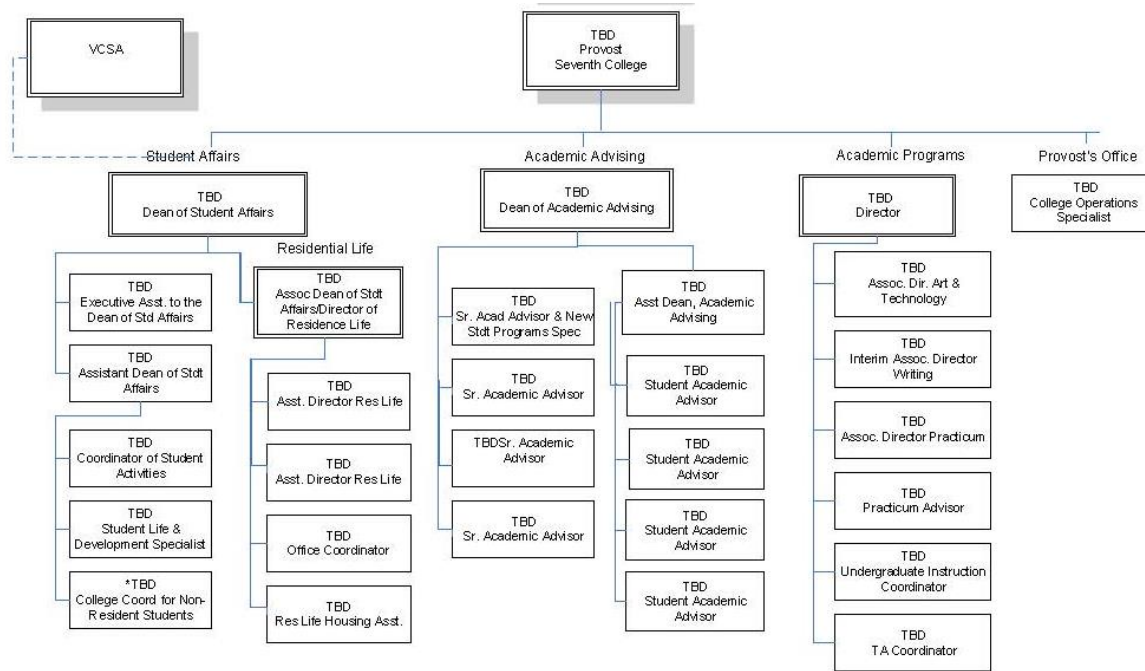 VCSA
TBD
Provost
Seventh College
Student Affairs
Academic Advising
Academic Programs
Provost's Office
TBD
Dean of Student Affairs
TBD
Dean of Academic Advising
TBD
Director
TBD
College Operations
Specialist
Residential Life
TBD
Executive Asst. to the
Dean of Std Affairs
TBD
Assistant Dean of Stdt
Affairs
TBD
Coordinator of Student
Activities
TBD
Student Life &
Development Specialist
*TBD
College Coord for Non-
Resident Students
TBD
Assoc Dean of Stdt
Affairs/Director of
Residence Life
TBD
Asst. Director Res Life
TBD
Asst. Director Res Life
TBD
Office Coordinator
TBD
Res Life Housing Asst.
TBD
Sr. Acad Advisor & New
Stdt Programs Spec
TBD
Sr. Academic Advisor
TBDSr. Academic
Advisor
TBD
Sr. Academic Advisor
TBD
Asst Dean, Academic
Advising
TBD
Student Academic
Advisor
TBD
Student Academic
Advisor
TBD
Student Academic
Advisor
TBD
Student Academic
Advisor
TBD
Assoc. Dir. Art &
Technology
TBD
Interim Assoc. Director
Writing
TBD
Assoc. Director Practicum
TBD
Practicum Advisor
TBD
Undergraduate Instruction
Coordinator
TBD
TA Coordinator